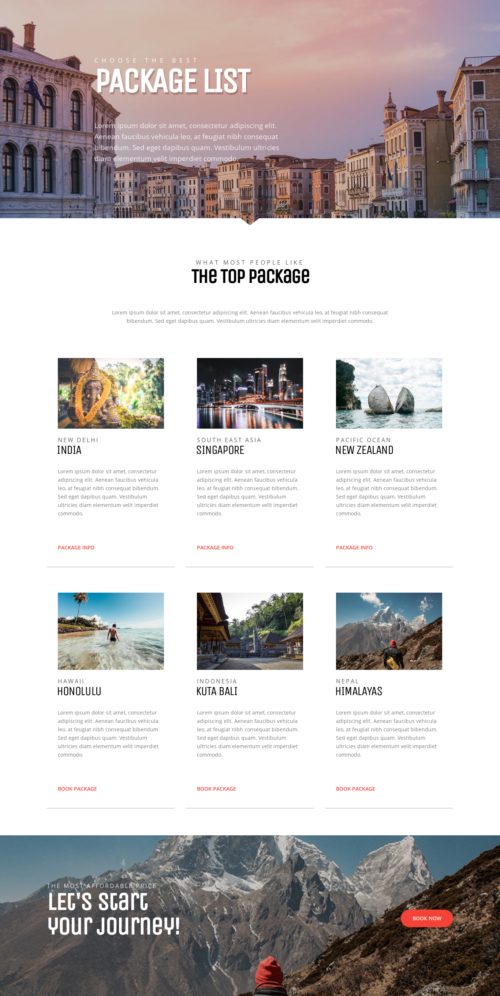 CHOOSE THE BEST
PACKAGE LIST
Lorem ipsum dolor sit amet, consectetur adipiscing elit.
Aenean faucibus vehicula leo, at feugiat nibh consequat
bibendum. Sed eget dapibus quam. Vestibulum ultricies
diam elementum velit imperdiet commodo.
WHAT MOST PEOPLE LIKE
The Top Package
Lorem ipsum dolor sit amet, consectetur adipiscing elit. Aenean faucibus vehicula leo, at feugiat nibh consequat
bibendum. Sed eget dapibus quam. Vestibulum ultricies diam elementum velit imperdiet commodo.
NEW DELHI
INDIA
Lorem ipsum dolor sit amet, consectetur
adipiscing elit. Aenean faucibus vehicula
leo, at feugiat nibh consequat bibendum.
Sed eget dapibus quam. Vestibulum
ultricies diam elementum velit imperdiet
commodo.
PACKAGE INFO
SOUTH EAST ASIA
SINGAPORE
Lorem ipsum dolor sit amet, consectetur
adipiscing elit. Aenean faucibus vehicula
leo, at feugiat nibh consequat bibendum.
Sed eget dapibus quam. Vestibulum
ultricies diam elementum velit imperdiet
commodo.
PACKAGE INFO
PACIFIC OCEAN
NEW ZEALAND
Lorem ipsum dolor sit amet, consectetur
adipiscing elit. Aenean faucibus vehicula
leo, at feugiat nibh consequat bibendum.
Sed eget dapibus quam. Vestibulum
ultricies diam elementum velit imperdiet
commodo.
PACKAGE INFO
HAWAII
HONOLULU
Lorem ipsum dolor sit amet, consectetur
adipiscing elit. Aenean faucibus vehicula
leo, at feugiat nibh consequat bibendum.
Sed eget dapibus quam. Vestibulum
ultricies diam elementum velit imperdiet
commodo.
BOOK PACKAGE
INDONESIA
KUTA BALI
Lorem ipsum dolor sit amet, consectetur
adipiscing elit. Aenean faucibus vehicula
leo, at feugiat nibh consequat bibendum.
Sed eget dapibus quam. Vestibulum
ultricies diam elementum velit imperdiet
commodo.
BOOK PACKAGE
NEPAL
HIMALAYAS
Lorem ipsum dolor sit amet, consectetur
adipiscing elit. Aenean faucibus vehicula
leo, at feugiat nibh consequat bibendum.
Sed eget dapibus quam. Vestibulum
ultricies diam elementum velit imperdiet
commodo.
BOOK PACKAGE
THE MOST AFFORDABLE PRICE
Let's Start
Your Journey!
BOOK NOW